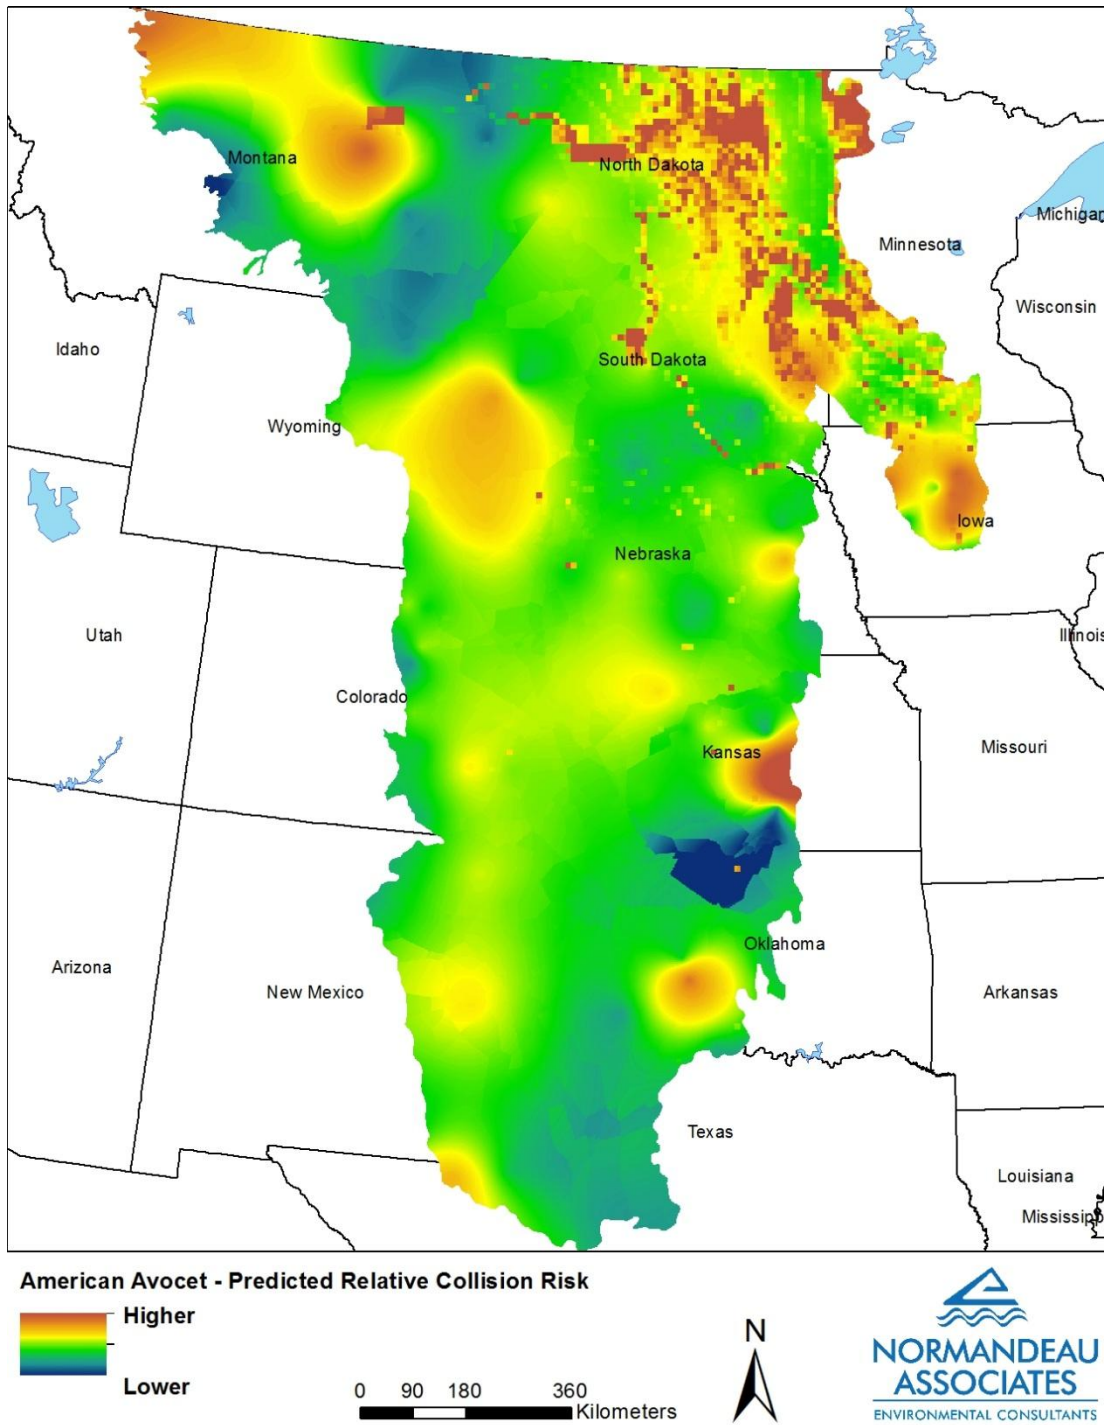 Montana
North Dakota
Michigan
Minnesota
Wisconsin
Idaho
South Dakota
Wyoming
Iowa
Nebraska
Utah
Illinois
Colorado
Kansas
Missouri
Oklahoma
Arizona
New Mexico
Arkansas
Texas
Louisiana
Mississipp
American Avocet - Predicted Relative Collision Risk
Higher
Lower
0 90 180 360
Kilometers
N
NORMANDEAU
ASSOCIATES
ENVIRONMENTAL CONSULTANTS